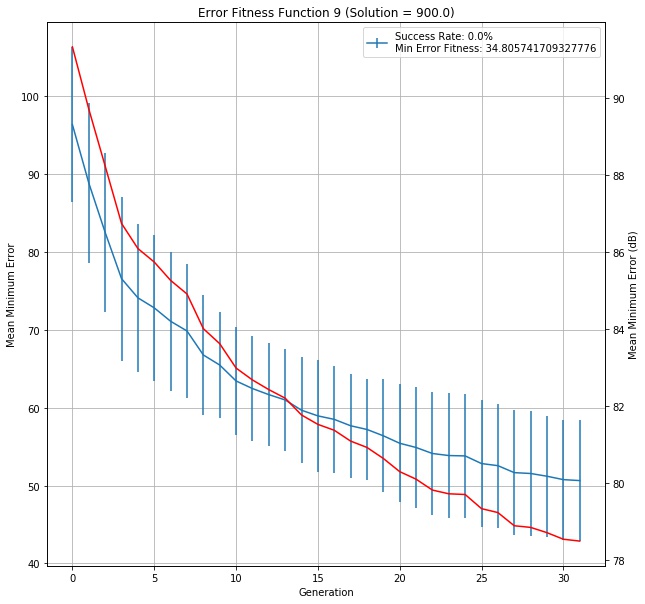 Error Fitness Function 9 (Solution = 900.0)
Success Rate: 0.0%
Min Error Fitness: 34.805741709327776
100
90
80
70
60
50
40
Mean Minimum Error
90
88
86
84
82
80
78
Mean Minimum Error (dB)
0 5 10 15 20 25 30
Generation